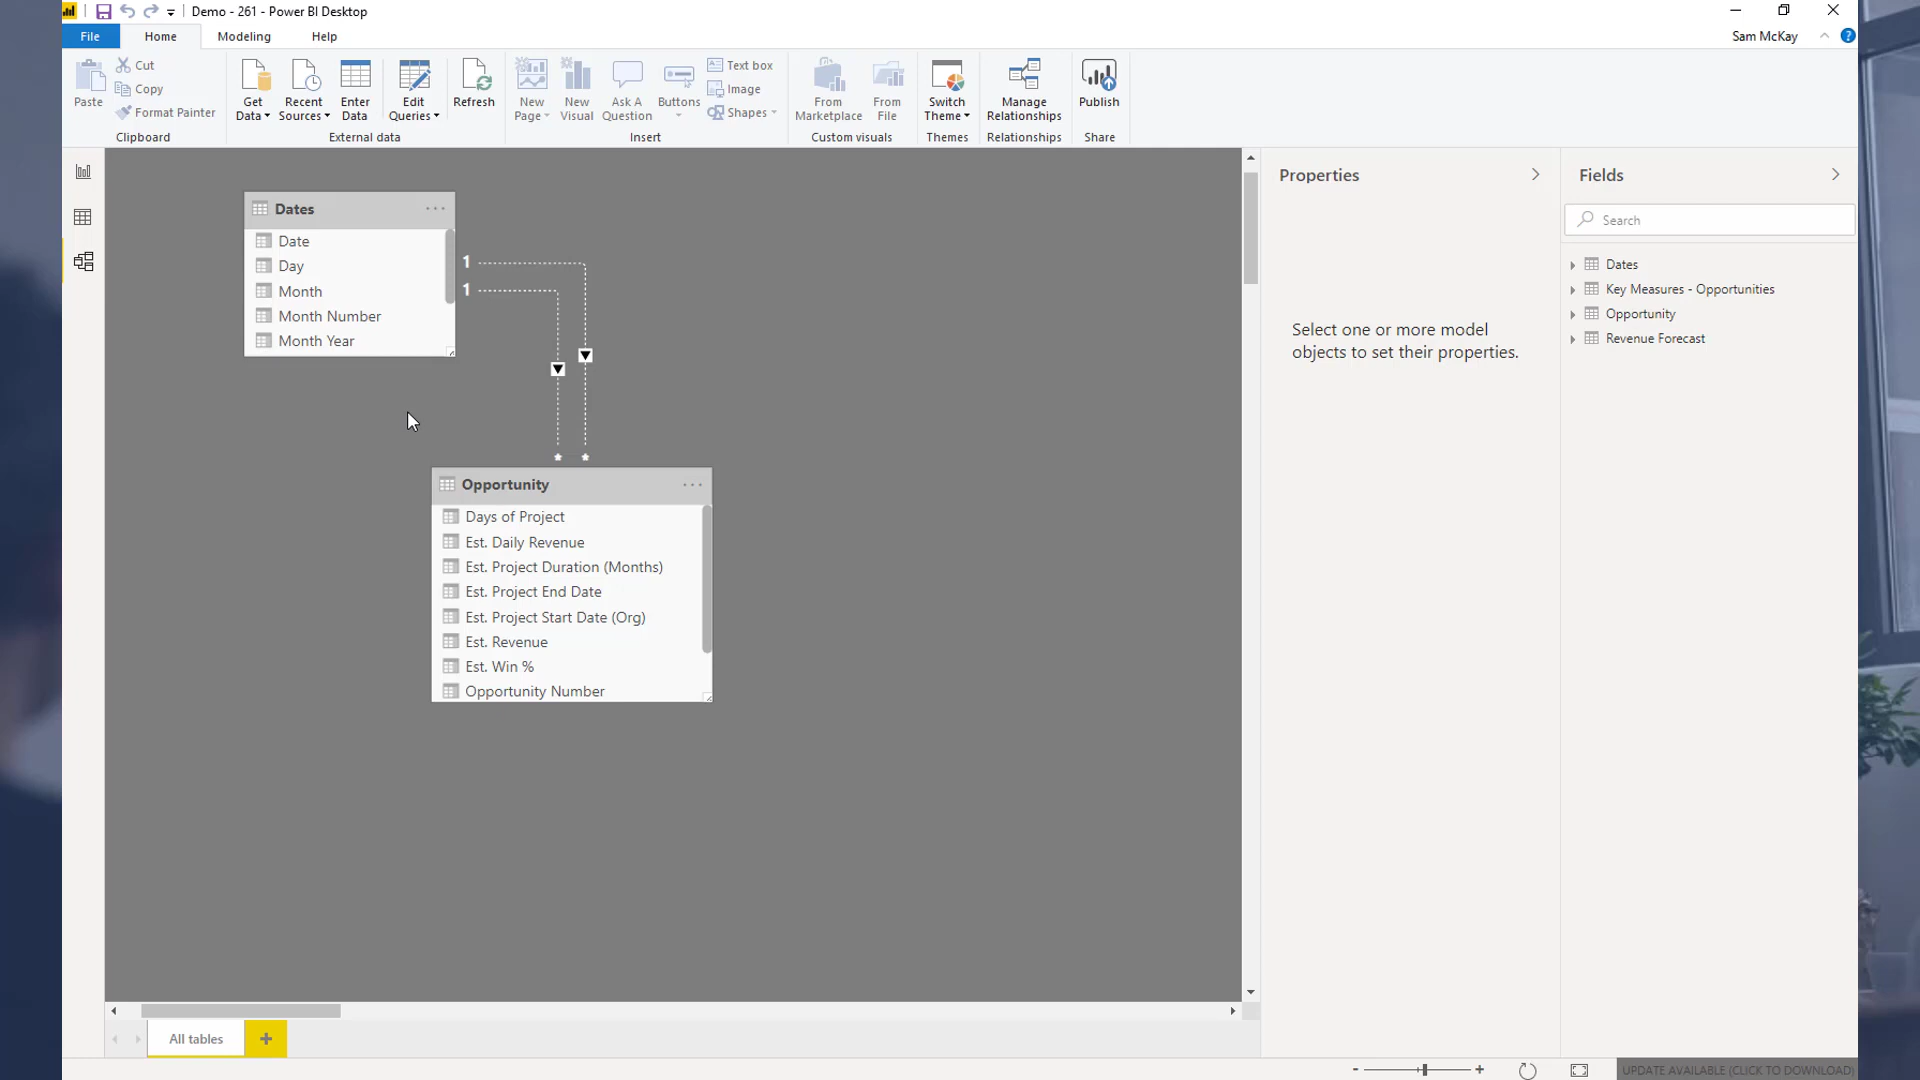 Demo - 261 - Power BI Desktop
File
Home
Modeling
Help
Sam McKay
?
Paste
Cut
Copy
Format Painter
Clipboard
Get
Data
Recent
Sources
Enter
Data
Edit
Queries
Refresh
External data
New
Page
New
Visual
Ask A
Question
Buttons
Text box
Image
Shapes
Insert
From
Marketplace
From
File
Custom visuals
Switch
Theme
Themes
Manage
Relationships
Relationships
Publish
Share
Dates
Date
Day
Month
Month Number
Month Year
1
1
Opportunity
Days of Project
Est. Daily Revenue
Est. Project Duration (Months)
Est. Project End Date
Est. Project Start Date (Org)
Est. Revenue
Est. Win %
Opportunity Number
Properties
Select one or more model
objects to set their properties.
Fields
Search
Dates
Key Measures - Opportunities
Opportunity
Revenue Forecast
All tables
UPDATE AVAILABLE (CLICK TO DOWNLOAD)